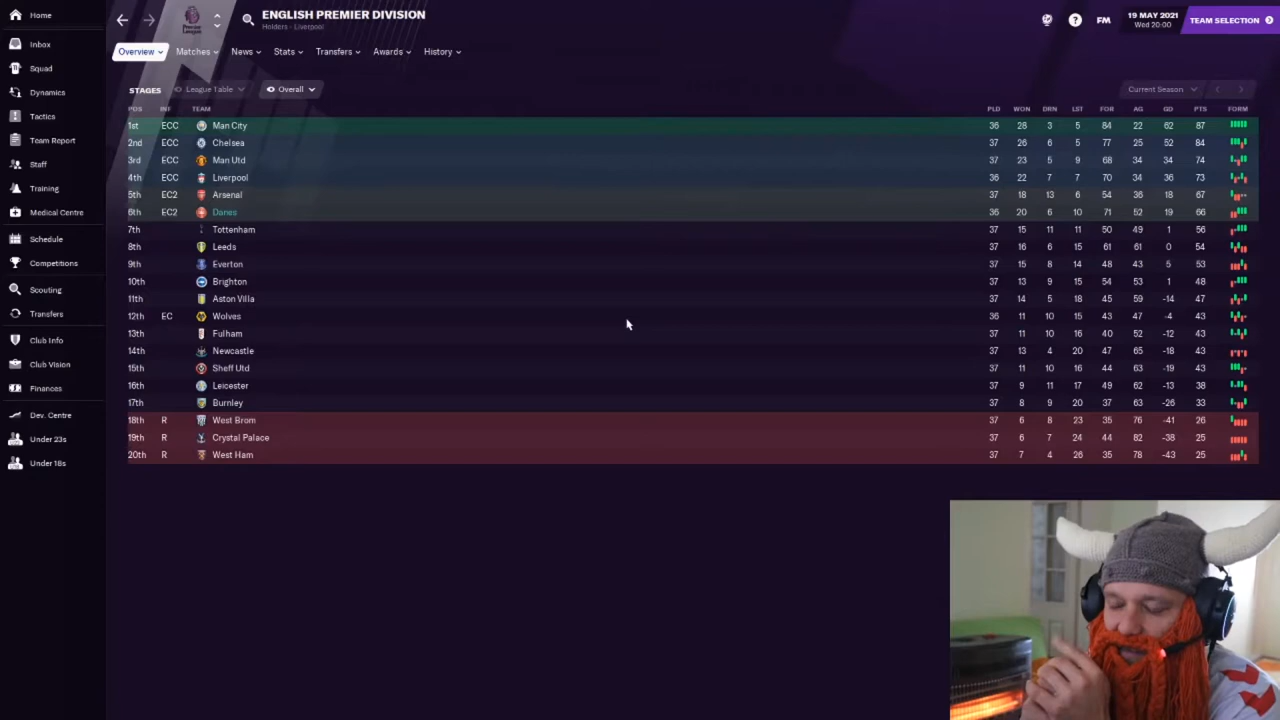 Home
ENGLISH PREMIER DIVISION
Holders - Liverpool
FM
19 MAY 2021
Wed 20:00
TEAM SELECTION
Overview Matches News Stats Transfers Awards History
STAGES League Table Overall Current Season
POS INF TEAM PLD WON DRN LST FOR AG GD PTS FORM
1st ECC Man City 36 28 3 5 84 22 62 87
2nd ECC Chelsea 37 26 6 5 77 25 52 84
3rd ECC Man Utd 37 23 5 9 68 34 34 74
4th ECC Liverpool 36 22 7 7 70 34 36 73
5th EC2 Arsenal 37 18 13 6 54 36 18 67
6th EC2 Danes 36 20 6 10 71 52 19 66
7th Tottenham 37 15 11 11 50 49 1 56
8th Leeds 37 16 6 15 61 61 0 54
9th Everton 37 15 8 14 48 43 5 53
10th Brighton 37 13 9 15 54 53 1 48
11th Aston Villa 37 14 5 18 45 59 -14 47
12th EC Wolves 36 11 10 15 43 47 -4 43
13th Fulham 37 11 10 16 40 52 -12 43
14th Newcastle 37 13 4 20 47 65 -18 43
15th Sheff Utd 37 11 10 16 44 63 -19 43
16th Leicester 37 9 11 17 49 62 -13 38
17th Burnley 37 8 9 20 37 63 -26 33
18th R West Brom 37 6 8 23 35 76 -41 26
19th R Crystal Palace 37 6 7 24 44 82 -38 25
20th R West Ham 37 7 4 26 35 78 -43 25
Inbox
Squad
Dynamics
Tactics
Team Report
Staff
Training
Medical Centre
Schedule
Competitions
Scouting
Transfers
Club Info
Club Vision
Finances
Dev. Centre
Under 23s
Under 18s